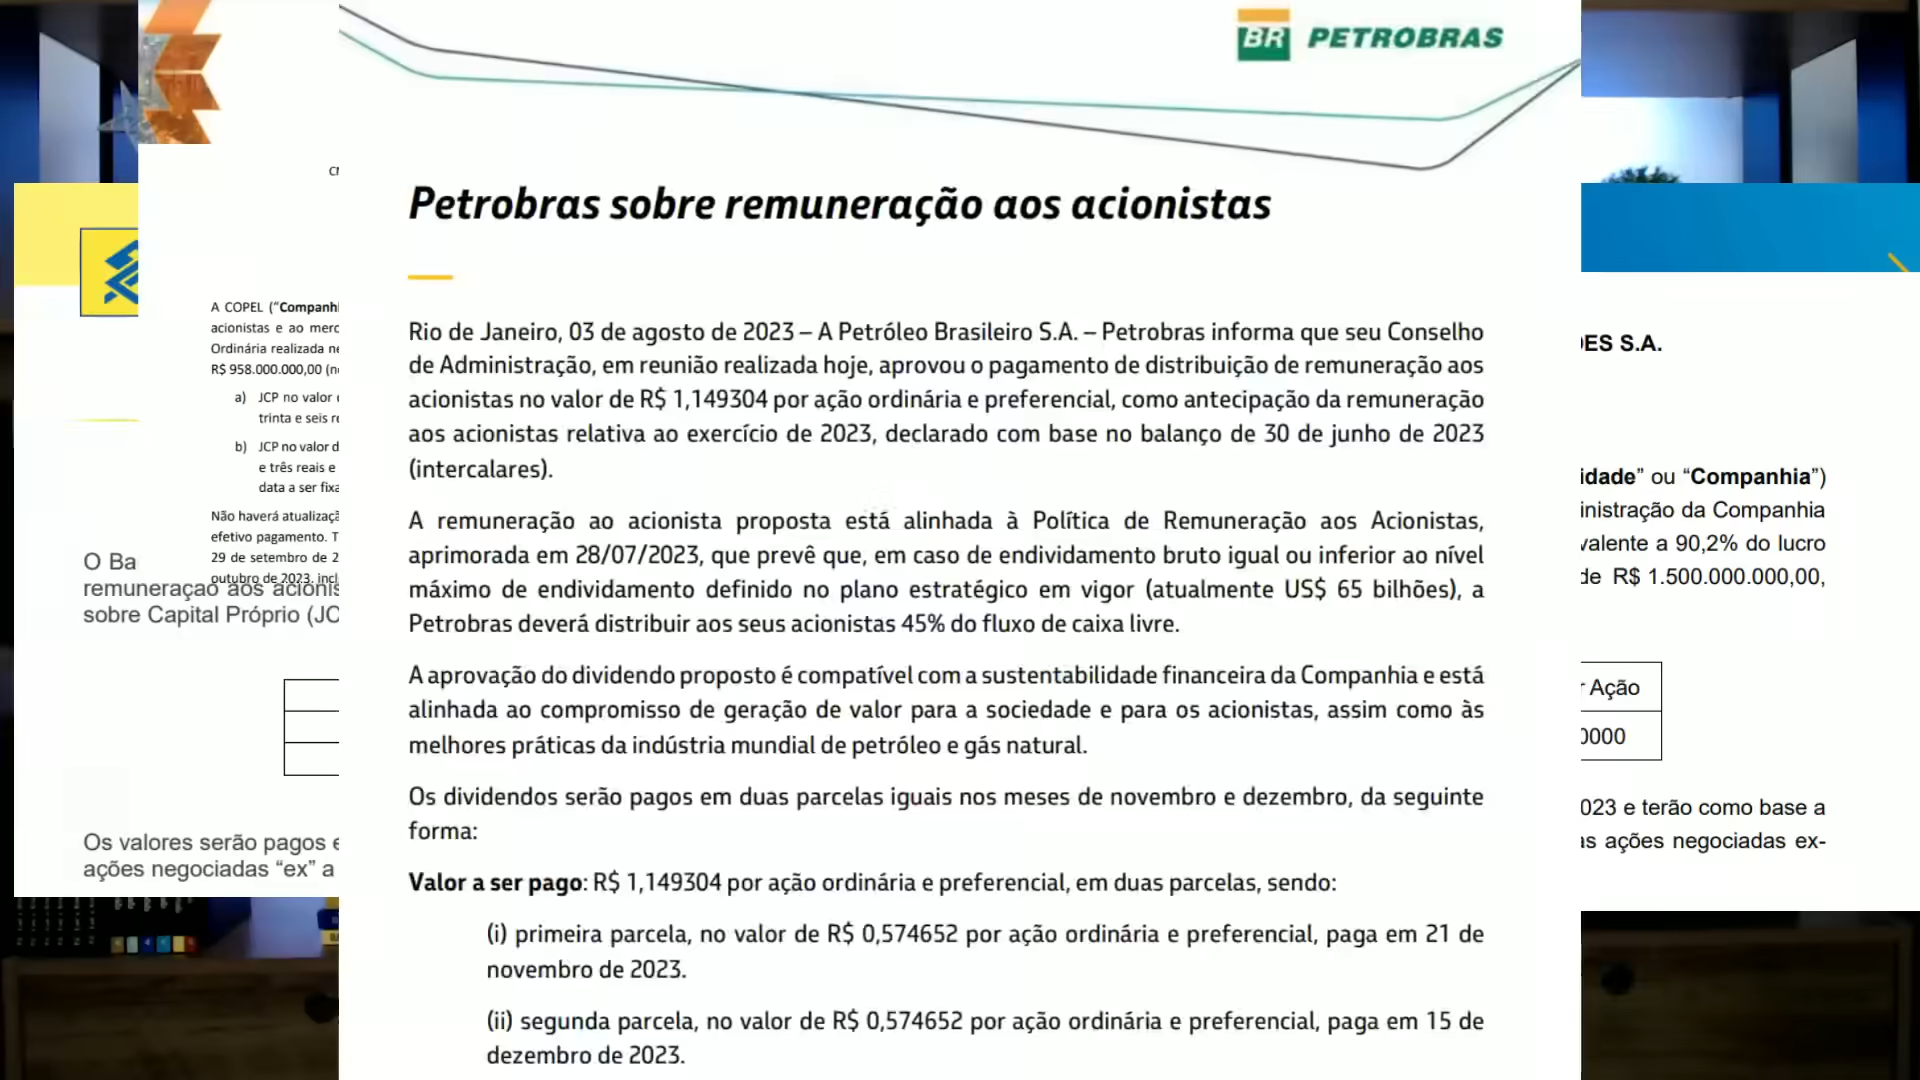 BR PETROBRAS
Petrobras sobre remuneração aos acionistas
Rio de Janeiro, 03 de agosto de 2023 – A Petróleo Brasileiro S.A. – Petrobras informa que seu Conselho
de Administração, em reunião realizada hoje, aprovou o pagamento de distribuição de remuneração aos
acionistas no valor de R$ 1,149304 por ação ordinária e preferencial, como antecipação da remuneração
aos acionistas relativa ao exercício de 2023, declarado com base no balanço de 30 de junho de 2023
(intercalares).
A remuneração ao acionista proposta está alinhada à Política de Remuneração aos Acionistas,
aprimorada em 28/07/2023, que prevê que, em caso de endividamento bruto igual ou inferior ao nível
máximo de endividamento definido no plano estratégico em vigor (atualmente US$ 65 bilhões), a
Petrobras deverá distribuir aos seus acionistas 45% do fluxo de caixa livre.
A aprovação do dividendo proposto é compatível com a sustentabilidade financeira da Companhia e está
alinhada ao compromisso de geração de valor para a sociedade e para os acionistas, assim como às
melhores práticas da indústria mundial de petróleo e gás natural.
Os dividendos serão pagos em duas parcelas iguais nos meses de novembro e dezembro, da seguinte
forma:
Valor a ser pago: R$ 1,149304 por ação ordinária e preferencial, em duas parcelas, sendo:
(i) primeira parcela, no valor de R$ 0,574652 por ação ordinária e preferencial, paga em 21 de
novembro de 2023.
(ii) segunda parcela, no valor de R$ 0,574652 por ação ordinária e preferencial, paga em 15 de
dezembro de 2023.
A COPEL (“Companh
acionistas e ao merc
Ordinária realizada ne
R$ 958.000.000,00 (n
a) JCP no valor
trinta e seis re
b) JCP no valor d
e três reais e
data a ser fixa
Não haverá atualizaçã
efetivo pagamento. T
29 de setembro de 2
outubro de 2023, incl
O Ba
remuneração aos acionis
sobre Capital Próprio (JC
Os valores serão pagos e
ações negociadas “ex” a
DES S.A.
idade” ou “Companhia”)
inistração da Companhia
valente a 90,2% do lucro
de R$ 1.500.000.000,00,
r Ação
0000
023 e terão como base a
as ações negociadas ex-